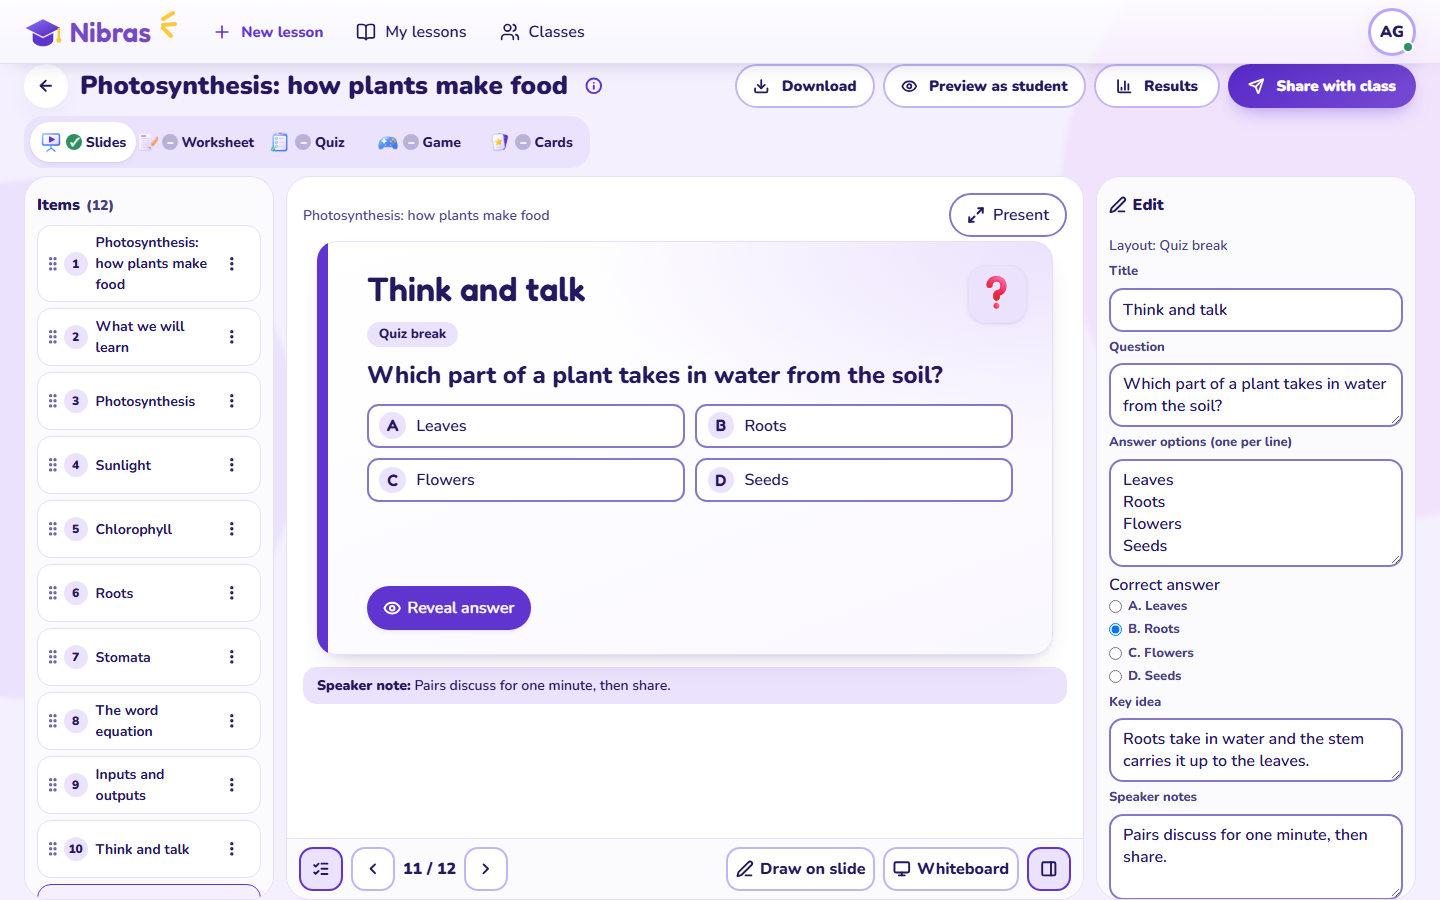 Nibras
New lesson
My lessons
Classes
AG
Photosynthesis: how plants make food
Download
Preview as student
Results
Share with class
Slides
Worksheet
Quiz
Game
Cards
Items (12)
1
Photosynthesis:
how plants make
food
2
What we will
learn
3 Photosynthesis
4 Sunlight
5 Chlorophyll
6 Roots
7 Stomata
8
The word
equation
9
Inputs and
outputs
10 Think and talk
Photosynthesis: how plants make food
Present
Think and talk
Quiz break
Which part of a plant takes in water from the soil?
A Leaves
B Roots
C Flowers
D Seeds
Reveal answer
Speaker note: Pairs discuss for one minute, then share.
11 / 12
Draw on slide
Whiteboard
Edit
Layout: Quiz break
Title
Think and talk
Question
Which part of a plant takes in water
from the soil?
Answer options (one per line)
Leaves
Roots
Flowers
Seeds
Correct answer
A. Leaves
B. Roots
C. Flowers
D. Seeds
Key idea
Roots take in water and the stem
carries it up to the leaves.
Speaker notes
Pairs discuss for one minute, then
share.